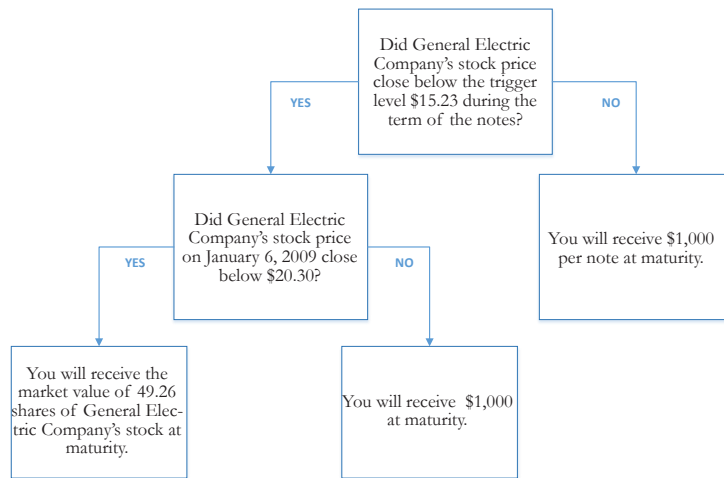 Did General Electric
Company's stock price
close below the trigger
level $15.23 during the
term of the notes?
YES
NO
Did General Electric
Company's stock price
on January 6, 2009 close
below $20.30?
You will receive $1,000
per note at maturity.
YES
NO
You will receive the
market value of 49.26
shares of General Elec-
tric Company's stock at
maturity.
You will receive $1,000
at maturity.